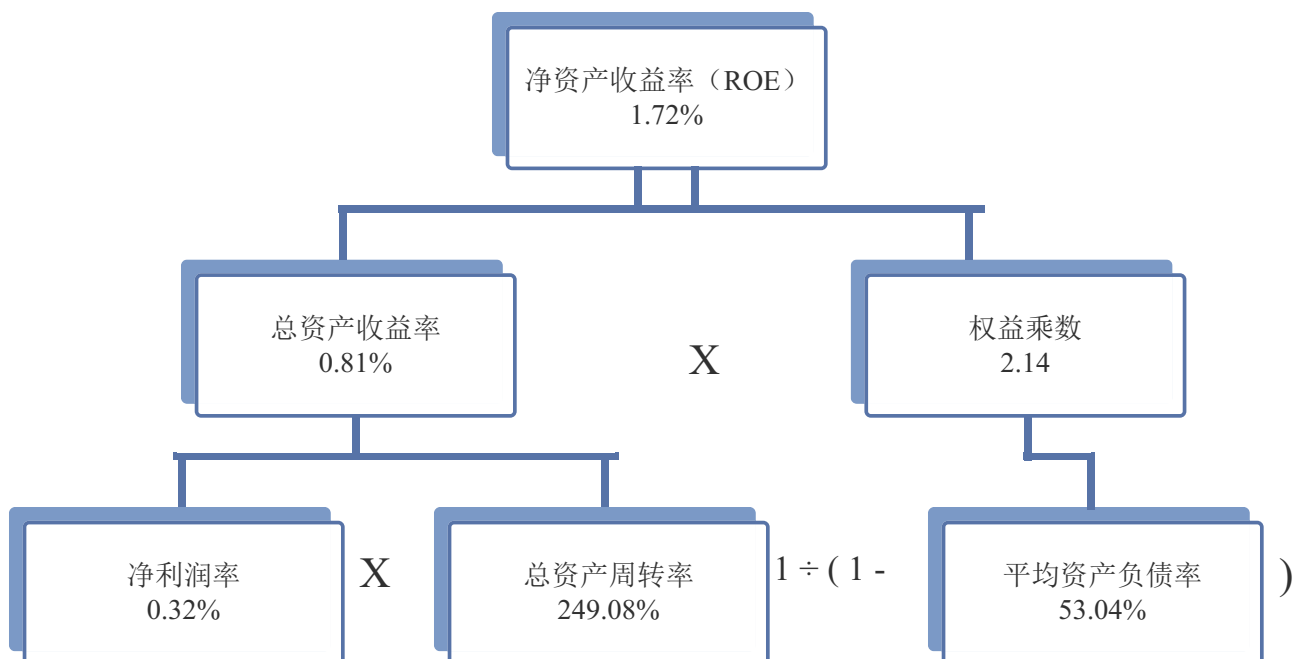 净资产收益率（ROE）
1.72%
总资产收益率
0.81%
X
权益乘数
2.14
净利润率
0.32%
X
总资产周转率
249.08%
1 ÷ ( 1 -
平均资产负债率
53.04%
)